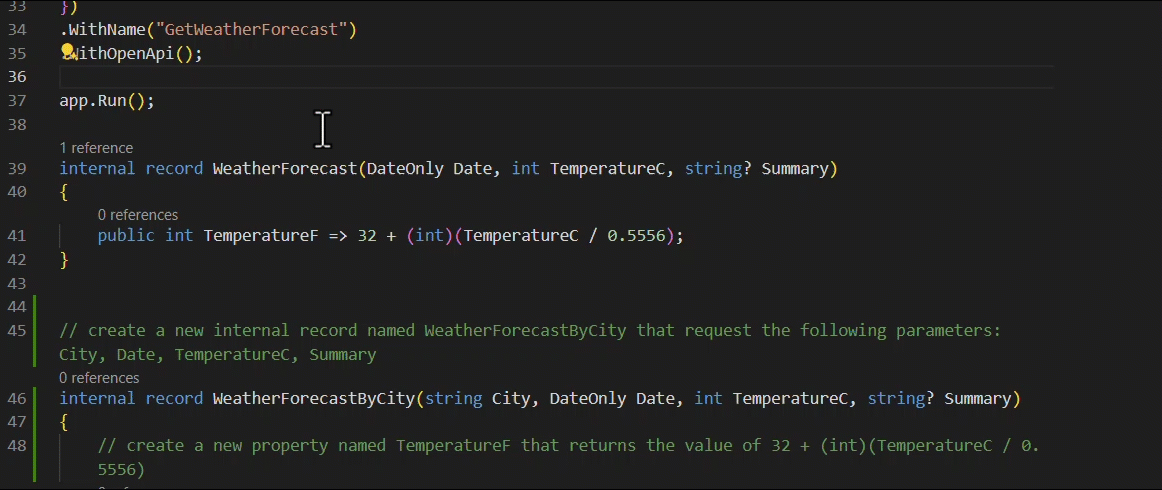 33 })
34 .WithName("GetWeatherForecast")
35 .WithOpenApi();
36
37 app.Run();
38
1 reference
39 internal record WeatherForecast(DateOnly Date, int TemperatureC, string? Summary)
40 {
0 references
41 public int TemperatureF => 32 + (int)(TemperatureC / 0.5556);
42 }
43
44
45 // create a new internal record named WeatherForecastByCity that request the following parameters:
City, Date, TemperatureC, Summary
0 references
46 internal record WeatherForecastByCity(string City, DateOnly Date, int TemperatureC, string? Summary)
47 {
48 // create a new property named TemperatureF that returns the value of 32 + (int)(TemperatureC / 0.
5556)